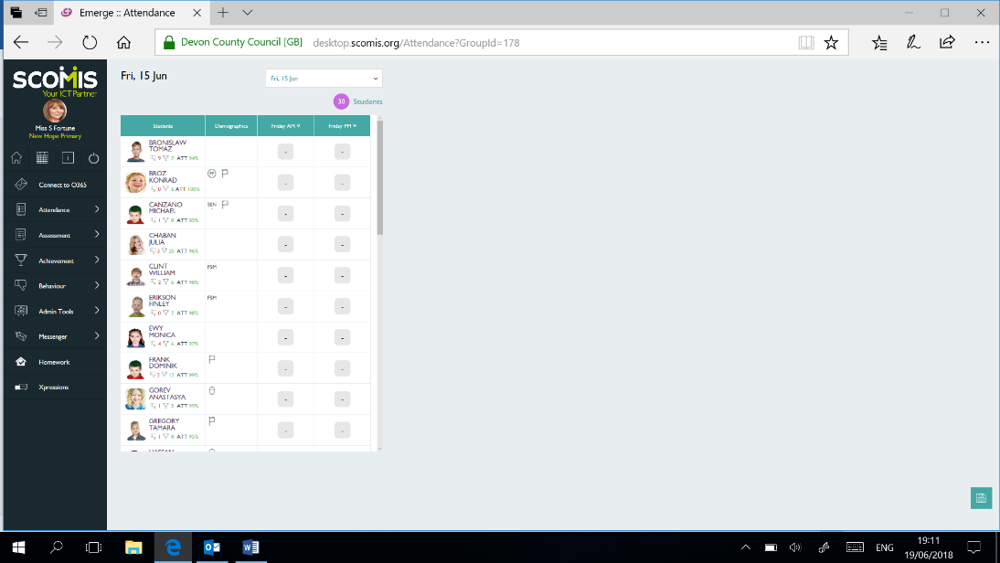 Emerge :: Attendance
Devon County Council [GB] desktop.scomis.org/Attendance?GroupId=178
SCOMIS
Your ICT Partner
Miss S Fortune
New Hope Primary
Connect to O365
Attendance
Assessment
Achievement
Behaviour
Admin Tools
Messenger
Homework
Xpressions
Fri, 15 Jun
Fri, 15 Jun
30 Students
Students Demographics Friday AM Friday PM
BRONISLAW
TOMAZ
9 7 ATT 94%
- -
BROZ
KONRAD
0 6 ATT 100%
PP
- -
CANZANO
MICHAEL
1 8 ATT 85%
SEN
- -
CHABAN
JULIA
3 20 ATT 96%
- -
CLINT
WILLIAM
2 6 ATT 98%
FSM
- -
ERIKSON
FINLEY
0 7 ATT 98%
FSM
- -
EWY
MONICA
4 6 ATT 97%
- -
FRANK
DOMINIK
ATT 99%
- -
GOREV
ANASTASYA
1 5 ATT 99%
- -
GREGORY
TAMARA
1 8 ATT 95%
- -
ENG
19:11
19/06/2018